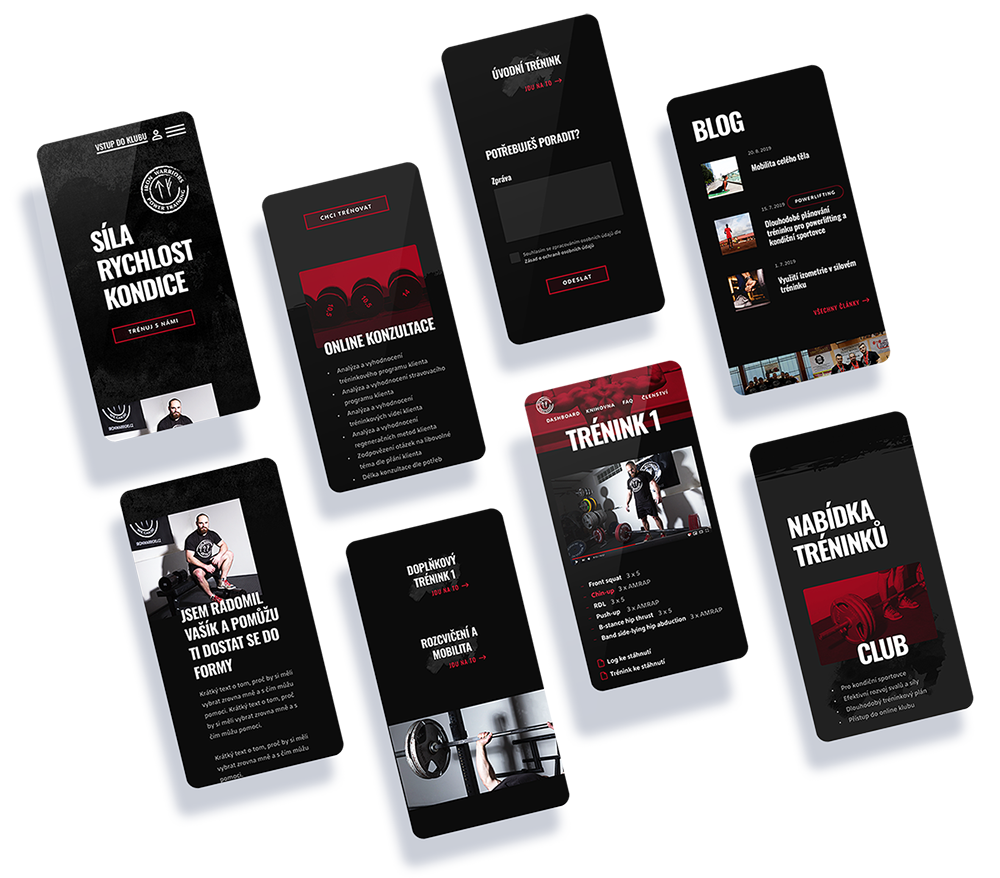 VSTUP DO KLUBU
IRON WARRIORS
POWER TRAINING
SÍLA
RYCHLOST
KONDICE
TRÉNUJ S NÁMI
CHCI TRÉNOVAT
ONLINE KONZULTACE
Analýza a vyhodnocení
tréninkového programu klienta
Analýza a vyhodnocení stravovacího
programu klienta
Analýza a vyhodnocení
tréninkových videí klienta
Analýza a vyhodnocení
regeneračních metod klienta
Zodpovězení otázek na libovolné
téma dle plání klienta
Délka konzultace dle potřeb
ÚVODNÍ TRÉNINK
JDU NA TO →
POTŘEBUJEŠ PORADIT?
Zpráva
Souhlasím se zpracováním osobních údajů dle
Zásad o ochraně osobních údajů
ODESLAT
BLOG
20. 8. 2019
Mobilita celého těla
POWERLIFTING
15. 7. 2019
Dlouhodobé plánování
tréninku pro powerlifting a
kondiční sportovce
1. 7. 2019
Využití izometrie v silovém
tréninku
VŠECHNY ČLÁNKY →
JSEM RADOMIL
VAŠÍK A POMŮŽU
TI DOSTAT SE DO
FORMY
Krátký text o tom, proč by si měli
vybrat zrovna mně a s čím můžu
pomoci. Krátký text o tom, proč
by si měli vybrat zrovna mně a s
čím můžu pomoci.
Krátký text o tom, proč by si měli
vybrat zrovna mně a s čím můžu
pomoci.
DOPLŇKOVÝ
TRÉNINK 1
JDU NA TO →
ROZCVIČENÍ A
MOBILITA
JDU NA TO →
DASHBOARD KNIHOVNA FAQ ČLENSTVÍ
TRÉNINK 1
Front squat 3 x 5
Chin-up 3 x AMRAP
RDL 3 x 5
Push-up 3 x AMRAP
B-stance hip thrust 3 x 5
Band side-lying hip abduction 3 x AMRAP
Log ke stáhnutí
Trénink ke stáhnutí
NABÍDKA
TRÉNINKŮ
CLUB
Pro kondiční sportovce
Efektivní rozvoj svalů a síly
Dlouhodobý tréninkový plán
Přístup do online klubu